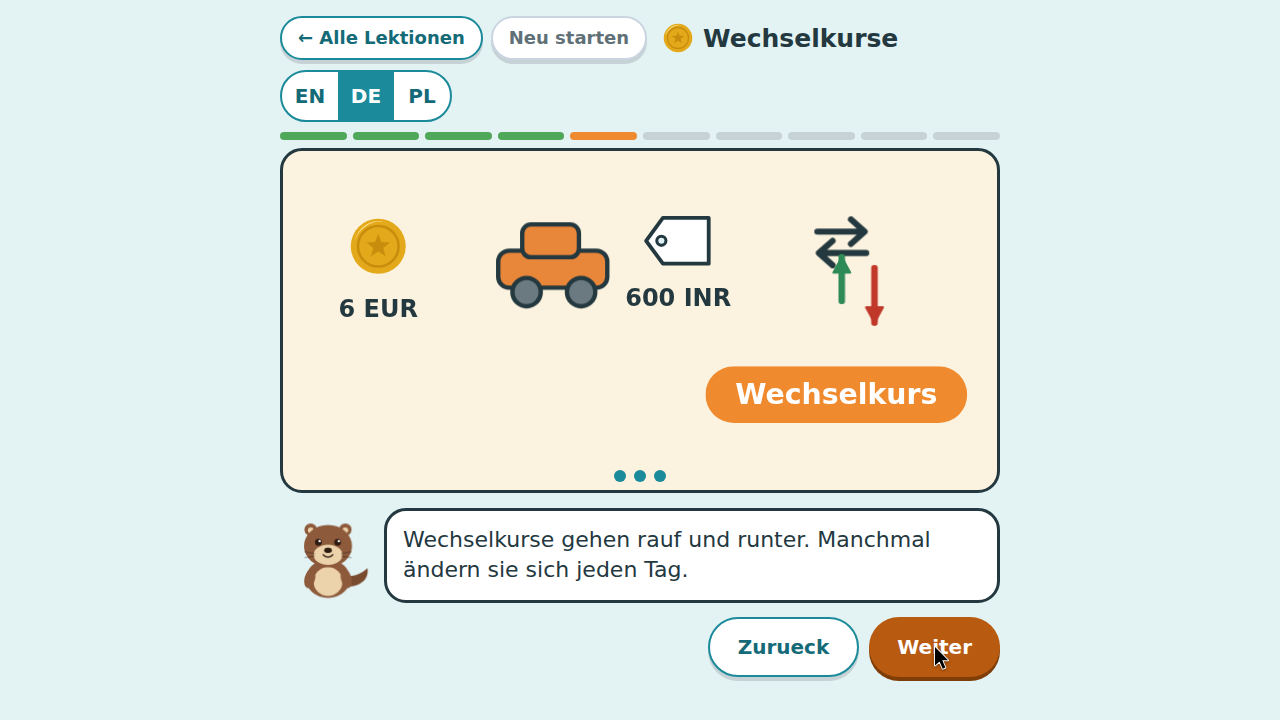 ← Alle Lektionen
Neu starten
Wechselkurse
EN DE PL
6 EUR
600 INR
Wechselkurs
Wechselkurse gehen rauf und runter. Manchmal
ändern sie sich jeden Tag.
Zurueck
Weiter